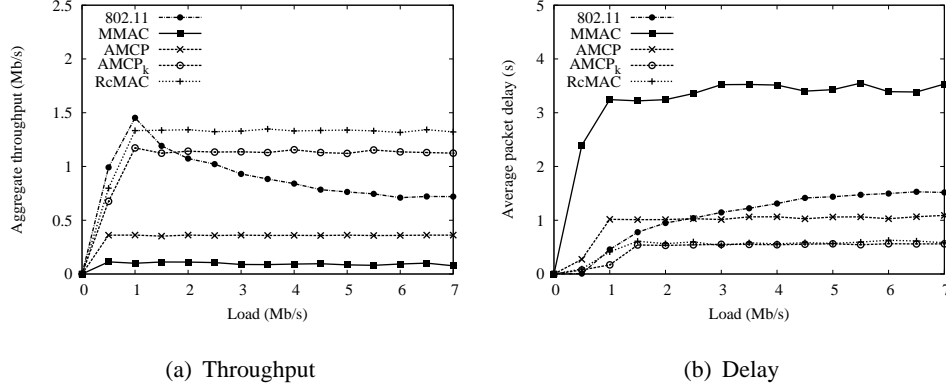 2.5
2
1.5
1
0.5
0
0 1 2 3 4 5 6 7
Aggregate throughput (Mb/s)
Load (Mb/s)
802.11
MMAC
AMCP
AMCPk
RcMAC
(a) Throughput
5
4
3
2
1
0
0 1 2 3 4 5 6 7
Average packet delay (s)
Load (Mb/s)
802.11
MMAC
AMCP
AMCPk
RcMAC
(b) Delay